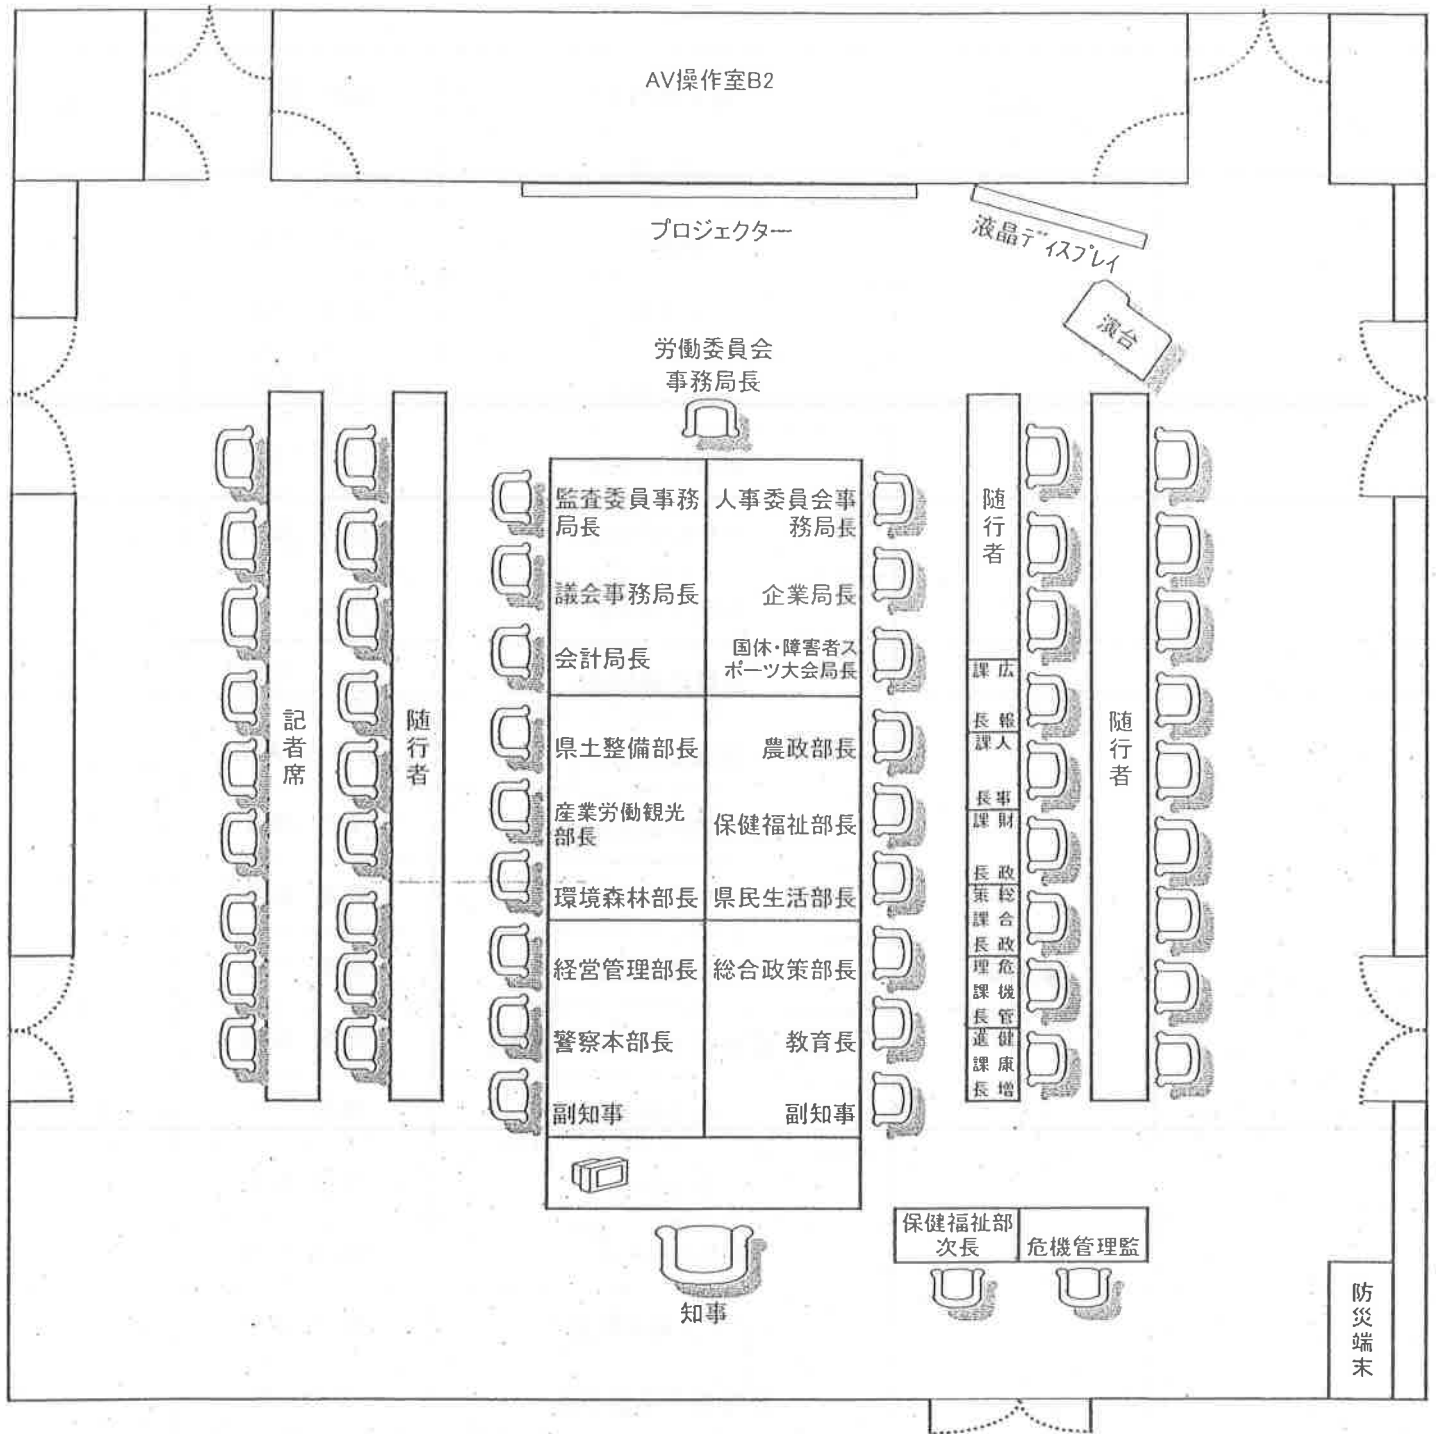 AV操作室B2
プロジェクター
液晶ディスプレイ
演台
労働委員会
事務局長
監査委員事務
局長
人事委員会事
務局長
議会事務局長
企業局長
会計局長
国休・障害者ス
ポーツ大会局長
県土整備部長
農政部長
産業労働観光
部長
保健福祉部長
環境森林部長
県民生活部長
経営管理部長
総合政策部長
警察本部長
教育長
副知事
副知事
記者席
随行者
随行者
広報
課長
人事
課長
財政
課長
総合政
策課長
危機管
理課長
健康増
進課長
随行者
知事
保健福祉部
次長
危機管理監
防災端末